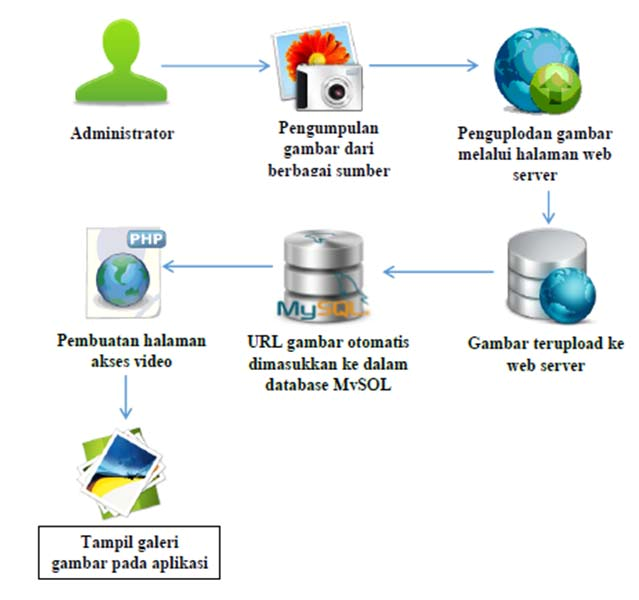 Administrator
Pengumpulan
gambar dari
berbagai sumber
Penguplodan gambar
melalui halaman web
server
PHP
MySQL
Pembuatan halaman
akses video
URL gambar otomatis
dimasukkan ke dalam
database MySQL
Gambar terupload ke
web server
Tampil galeri
gambar pada aplikasi